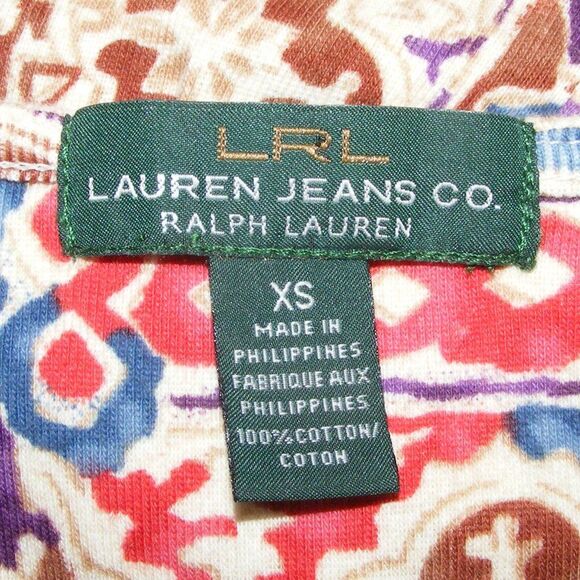 LRL
LAUREN JEANS CO.
RALPH LAUREN
XS
MADE IN
PHILIPPINES
FABRIQUE AUX
PHILIPPINES
100%COTTON/
COTON